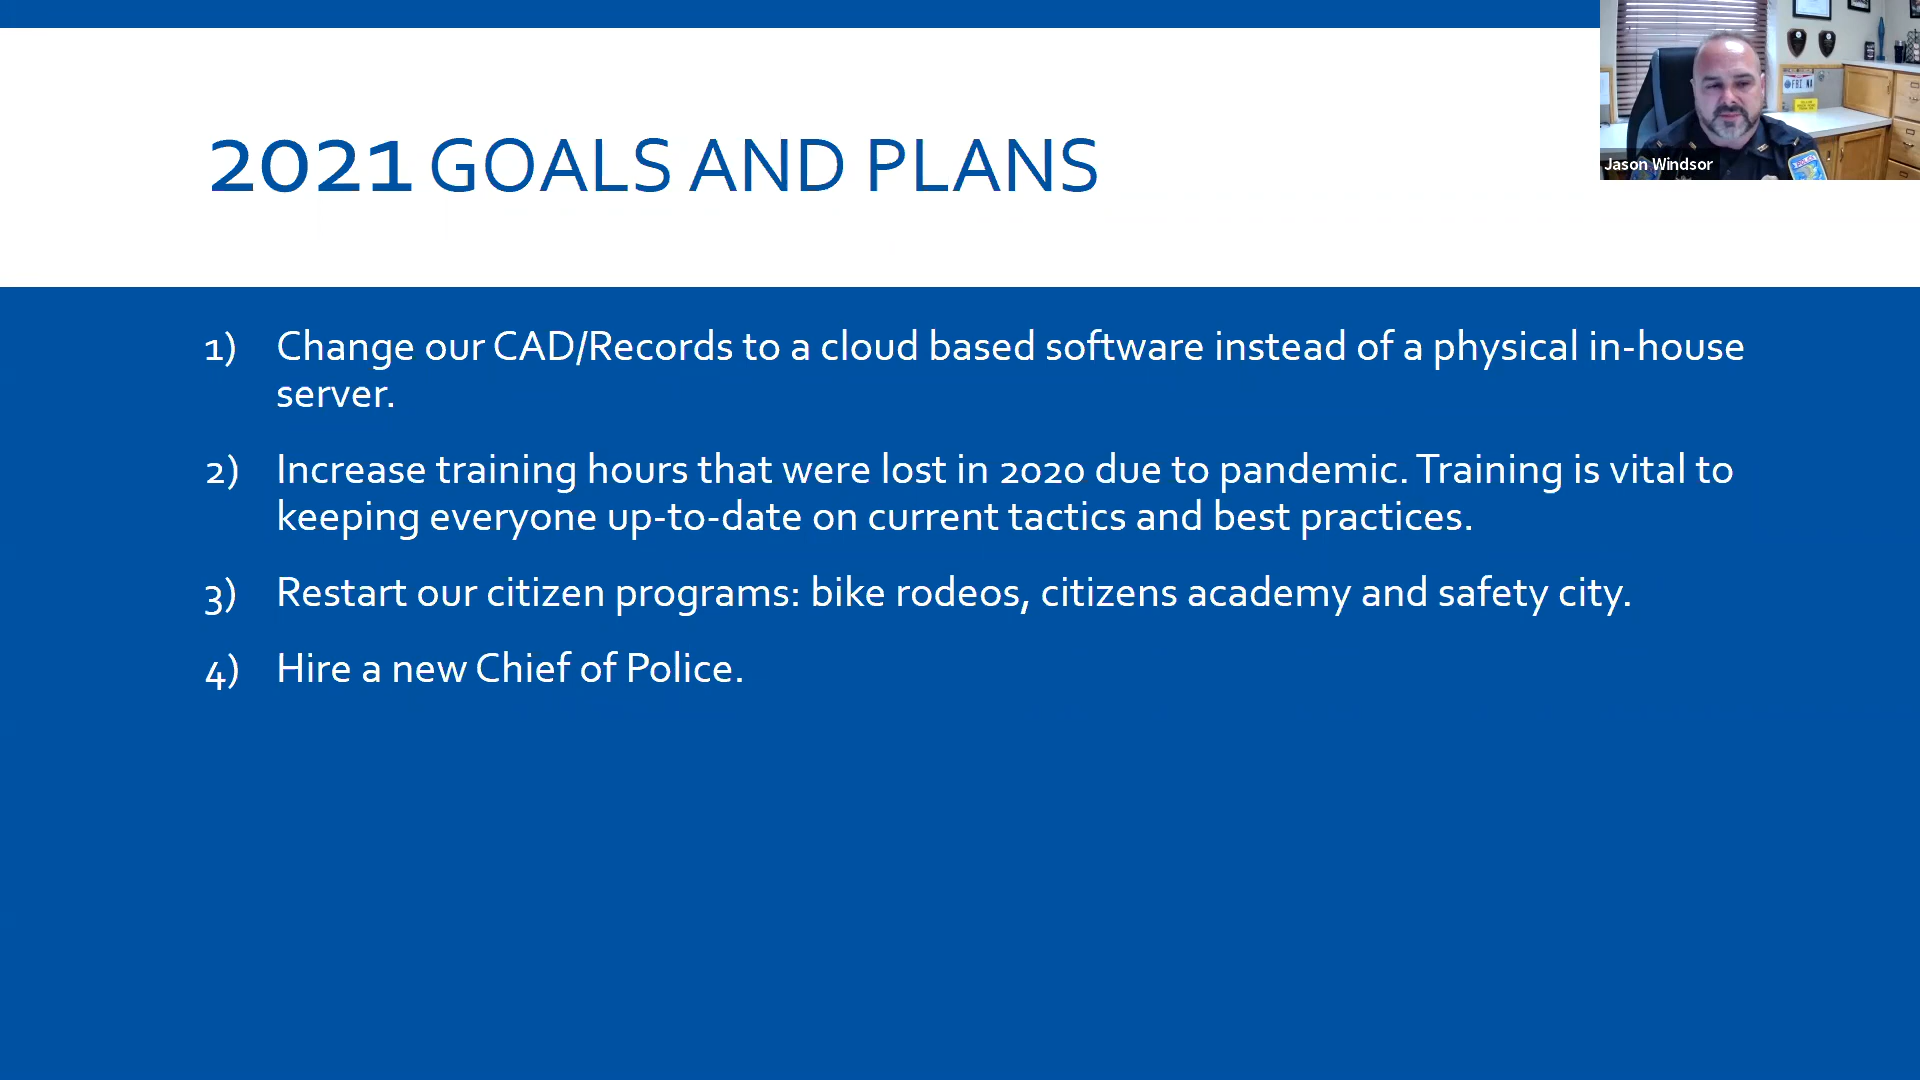 2021 GOALS AND PLANS
Jason Windsor
POLICE
1) Change our CAD/Records to a cloud based software instead of a physical in-house
server.
2) Increase training hours that were lost in 2020 due to pandemic. Training is vital to
keeping everyone up-to-date on current tactics and best practices.
3) Restart our citizen programs: bike rodeos, citizens academy and safety city.
4) Hire a new Chief of Police.